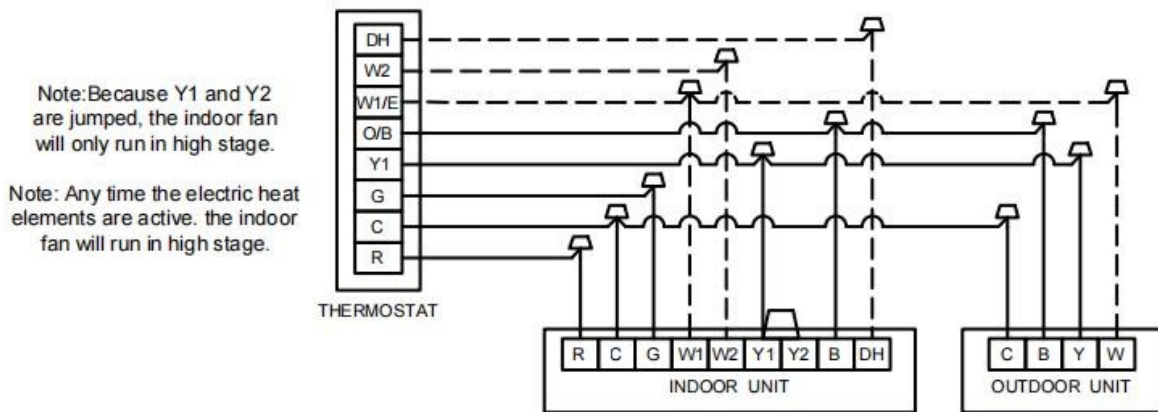 Note:Because Y1 and Y2
are jumped, the indoor fan
will only run in high stage.
Note: Any time the electric heat
elements are active. the indoor
fan will run in high stage.
DH
W2
W1/E
O/B
Y1
G
C
R
THERMOSTAT
R C G W1 W2 Y1 Y2 B DH
INDOOR UNIT
C B Y W
OUTDOOR UNIT